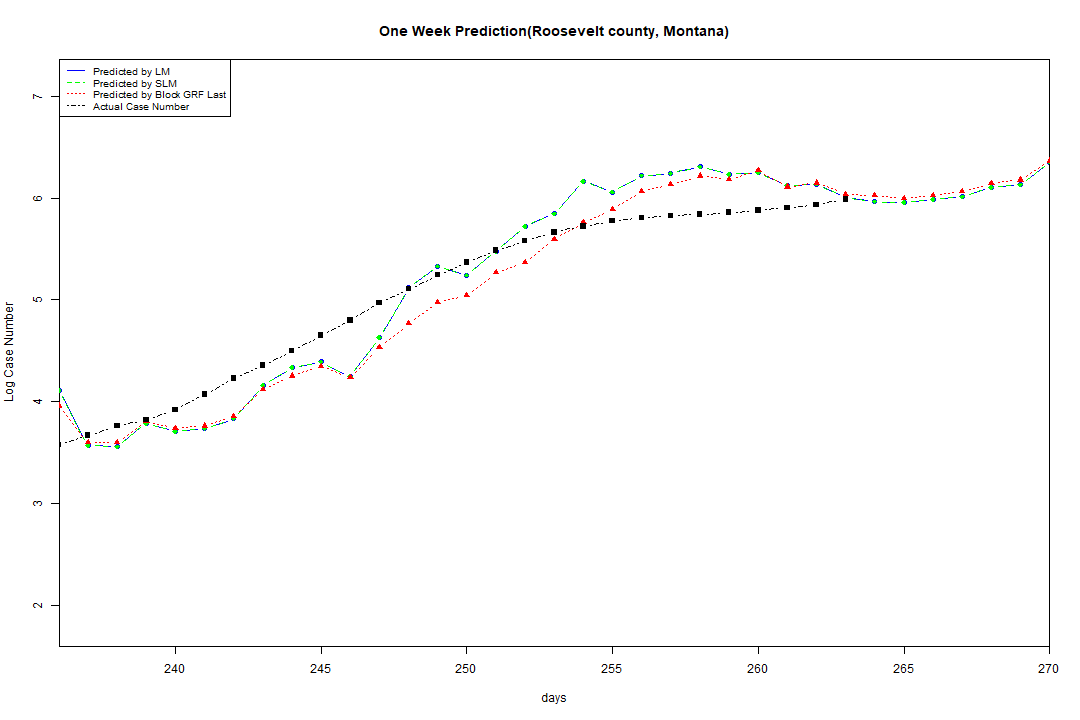 One Week Prediction(Roosevelt county, Montana)
Predicted by LM
Predicted by SLM
Predicted by Block GRF Last
Actual Case Number
Log Case Number
7
6
5
4
3
2
240 245 250 255 260 265 270
days